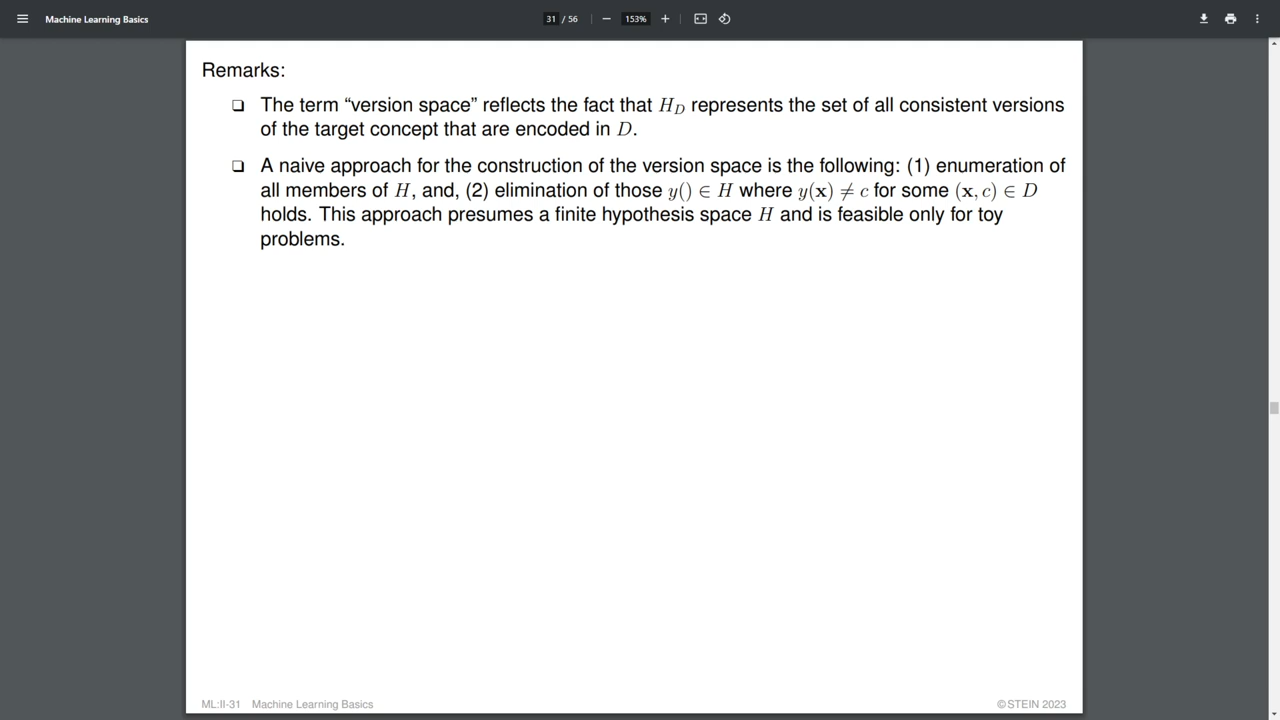 Machine Learning Basics 31 / 56 153%
Remarks:
❏ The term “version space” reflects the fact that H_D represents the set of all consistent versions
of the target concept that are encoded in D.
❏ A naive approach for the construction of the version space is the following: (1) enumeration of
all members of H, and, (2) elimination of those y() ∈ H where y(x) ≠ c for some (x, c) ∈ D
holds. This approach presumes a finite hypothesis space H and is feasible only for toy
problems.
ML:II-31 Machine Learning Basics ©STEIN 2023